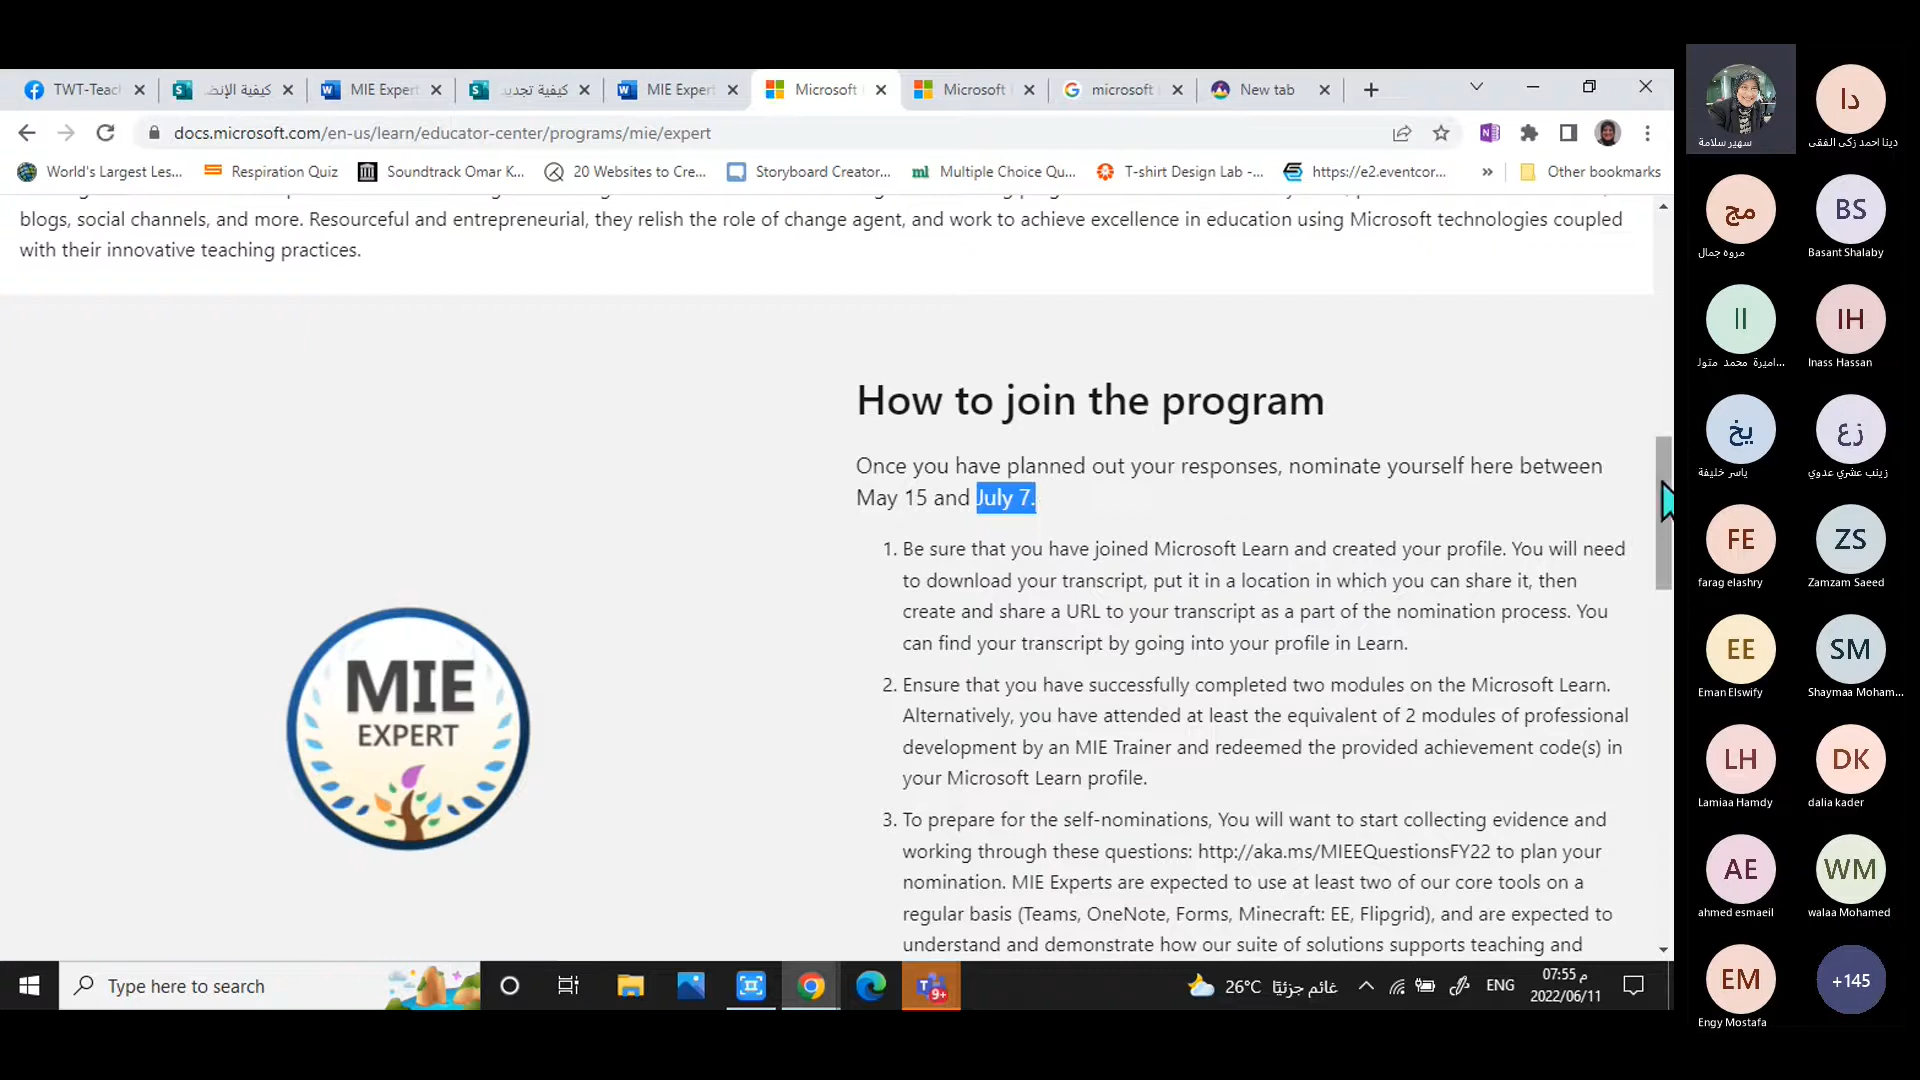 TWT-Teac
كيفية الإنض
MIE Expert
كيفية تجديد
MIE Expert
Microsoft
Microsoft
microsoft
New tab
docs.microsoft.com/en-us/learn/educator-center/programs/mie/expert
World's Largest Les...
Respiration Quiz
Soundtrack Omar K...
20 Websites to Cre...
Storyboard Creator...
Multiple Choice Qu...
T-shirt Design Lab -...
https://e2.eventcor...
Other bookmarks
blogs, social channels, and more. Resourceful and entrepreneurial, they relish the role of change agent, and work to achieve excellence in education using Microsoft technologies coupled
with their innovative teaching practices.
How to join the program
Once you have planned out your responses, nominate yourself here between
May 15 and July 7.
1. Be sure that you have joined Microsoft Learn and created your profile. You will need
to download your transcript, put it in a location in which you can share it, then
create and share a URL to your transcript as a part of the nomination process. You
can find your transcript by going into your profile in Learn.
2. Ensure that you have successfully completed two modules on the Microsoft Learn.
Alternatively, you have attended at least the equivalent of 2 modules of professional
development by an MIE Trainer and redeemed the provided achievement code(s) in
your Microsoft Learn profile.
3. To prepare for the self-nominations, You will want to start collecting evidence and
working through these questions: http://aka.ms/MIEEQuestionsFY22 to plan your
nomination. MIE Experts are expected to use at least two of our core tools on a
regular basis (Teams, OneNote, Forms, Minecraft: EE, Flipgrid), and are expected to
understand and demonstrate how our suite of solutions supports teaching and
MIE
EXPERT
Type here to search
9+
26°C
غائم جزئيًا
ENG
07:55 م
2022/06/11
سهير سلامة
دا
دينا احمد زكى الفقى
مج
مروه جمال
BS
Basant Shalaby
اا
اميرة محمد متول...
IH
Inass Hassan
يخ
ياسر خليفة
زع
زينب عشري عدوي
FE
farag elashry
ZS
Zamzam Saeed
EE
Eman Elswify
SM
Shaymaa Moham...
LH
Lamiaa Hamdy
DK
dalia kader
AE
ahmed esmaeil
WM
walaa Mohamed
EM
Engy Mostafa
+145